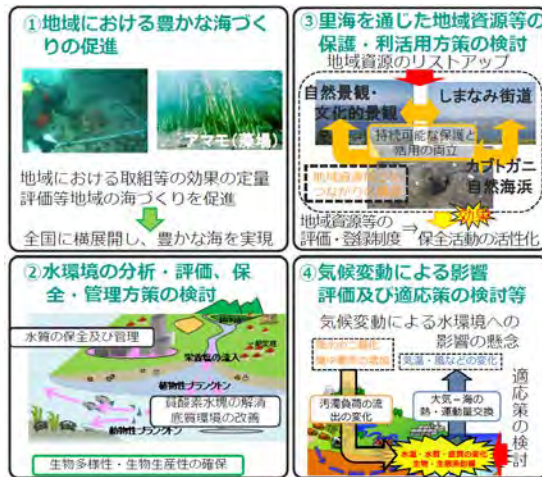 ①地域における豊かな海づく
りの促進
アマモ(藻場)
地域における取組等の効果の定量
評価等地域の海づくりを促進
全国に横展開し、豊かな海を実現
②水環境の分析・評価、保
全・管理方策の検討
水質の保全及び管理
栄養塩の流入
植物性プランクトン
貧酸素水塊の解消
底質環境の改善
動物性プランクトン
生物多様性・生物生産性の確保
③里海を通じた地域資源等の
保護・利活用方策の検討
地域資源のリストアップ
自然景観・
文化的景観
しまなみ街道
持続可能な保護と
活用の両立
カブトガニ
自然海浜
地域資源等の
評価・登録制度
⇒
保全活動の活性化
④気候変動による影響
評価及び適応策の検討等
気候変動による水環境への
影響の懸念
気温・風などの変化
汚濁負荷の流
出の変化
大気-海の
熱・運動量交換
適応策の検討
水温・水質・底質の変化